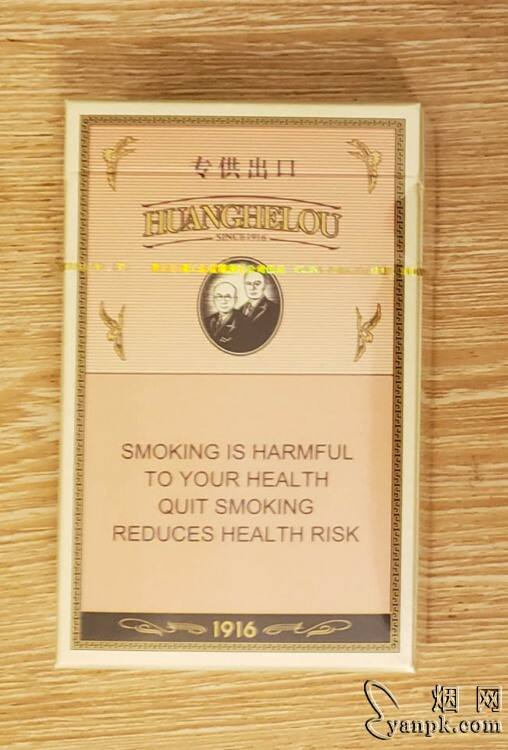 专供出口
HUANGHELOU
SINCE1916
SMOKING IS HARMFUL
TO YOUR HEALTH
QUIT SMOKING
REDUCES HEALTH RISK
1916
烟网
yanpk.com